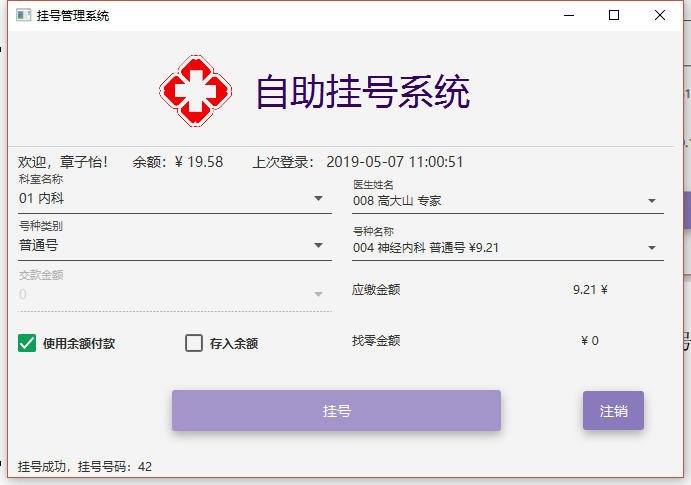 挂号管理系统
自助挂号系统
欢迎，章子怡！ 余额：¥ 19.58 上次登录： 2019-05-07 11:00:51
科室名称
01 内科
医生姓名
008 高大山 专家
号种类别
普通号
号种名称
004 神经内科 普通号 ¥9.21
交款金额
0
应缴金额 9.21 ¥
使用余额付款 存入余额
找零金额 ¥ 0
挂号 注销
挂号成功，挂号号码：42